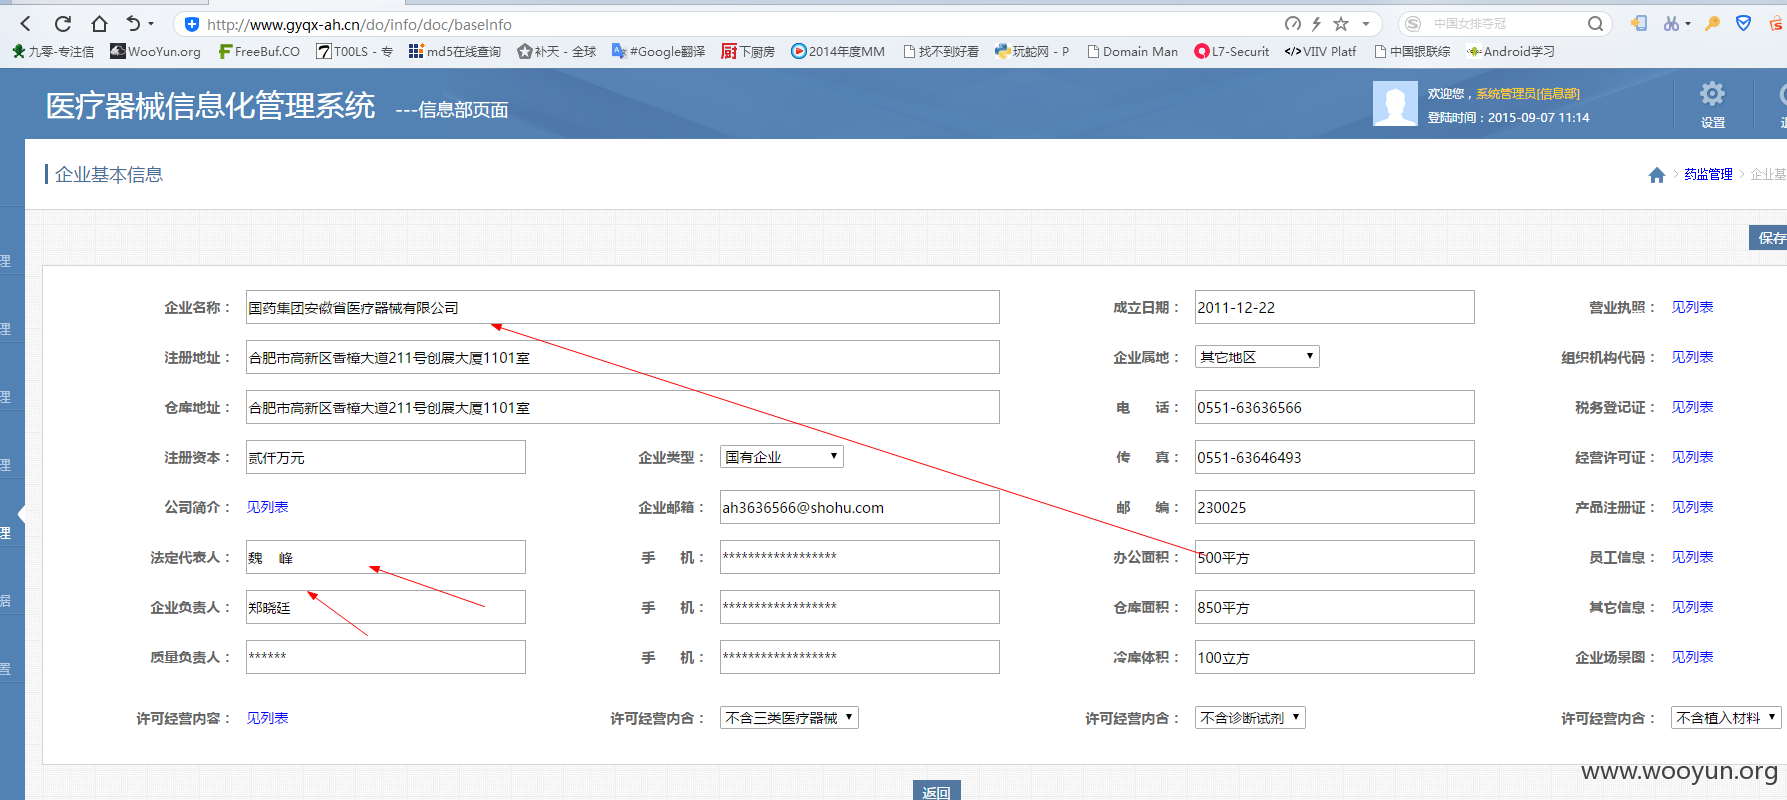 http://www.gyqx-ah.cn/do/info/doc/baseInfo
中国女排夺冠
九零-专注信 WooYun.org FreeBuf.CO T00LS - 专 md5在线查询 补天 - 全球 #Google翻译 下厨房 2014年度MM 找不到好看 玩蛇网 - P Domain Man L7-Securit </>VIIV Platf 中国银联综 Android学习
医疗器械信息化管理系统 ---信息部页面
欢迎您，系统管理员[信息部]
登陆时间：2015-09-07 11:14
设置
企业基本信息
药监管理 > 企业基
保存
理
理
理
理
理
据
置
企业名称： 国药集团安徽省医疗器械有限公司 成立日期： 2011-12-22 营业执照： 见列表
注册地址： 合肥市高新区香樟大道211号创展大厦1101室 企业属地： 其它地区 组织机构代码： 见列表
仓库地址： 合肥市高新区香樟大道211号创展大厦1101室 电 话： 0551-63636566 税务登记证： 见列表
注册资本： 贰仟万元 企业类型： 国有企业 传 真： 0551-63646493 经营许可证： 见列表
公司简介： 见列表 企业邮箱： ah3636566@shohu.com 邮 编： 230025 产品注册证： 见列表
法定代表人： 魏 峰 手 机： ****************** 办公面积： 500平方 员工信息： 见列表
企业负责人： 郑晓廷 手 机： ****************** 仓库面积： 850平方 其它信息： 见列表
质量负责人： ****** 手 机： ****************** 冷库体积： 100立方 企业场景图： 见列表
许可经营内容： 见列表 许可经营内含： 不含三类医疗器械 许可经营内含： 不含诊断试剂 许可经营内含： 不含植入材料
返回
www.wooyun.org